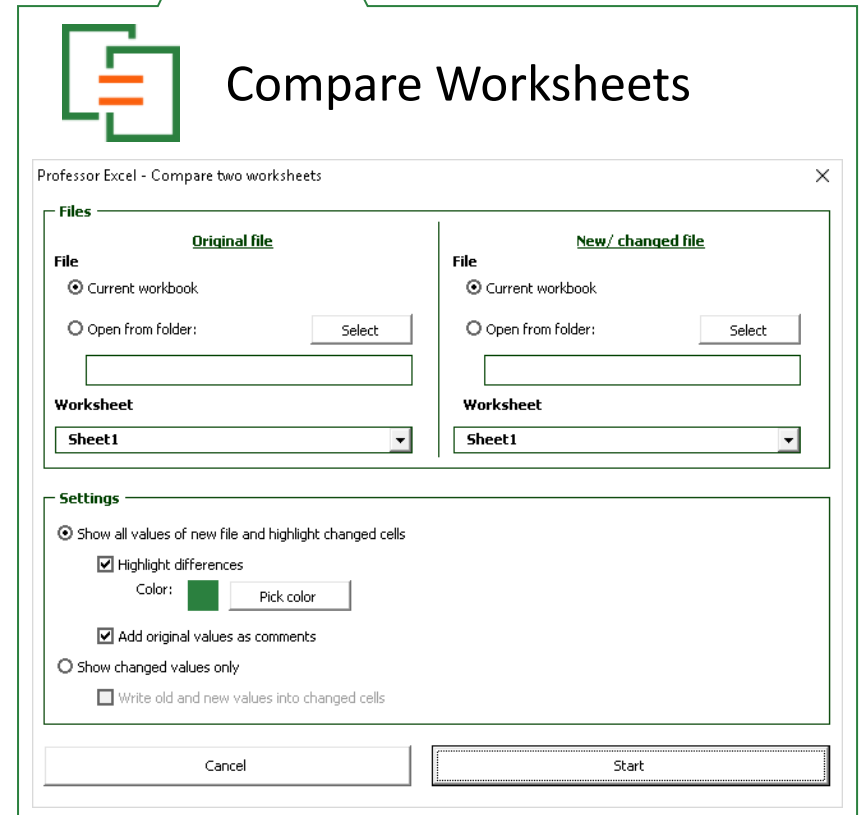 Compare Worksheets
Professor Excel - Compare two worksheets
Files
Original file
File
Current workbook
Open from folder:
Select
Worksheet
Sheet1
New/ changed file
File
Current workbook
Open from folder:
Select
Worksheet
Sheet1
Settings
Show all values of new file and highlight changed cells
Highlight differences
Color:
Pick color
Add original values as comments
Show changed values only
Write old and new values into changed cells
Cancel
Start